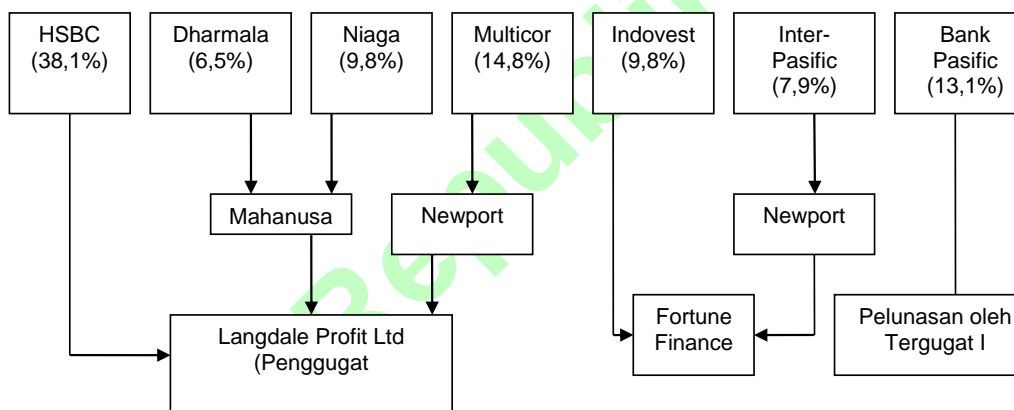 HSBC
(38,1%)
Dharmala
(6,5%)
Niaga
(9,8%)
Multicor
(14,8%)
Indovest
(9,8%)
Inter-
Pasific
(7,9%)
Bank
Pasific
(13,1%)
Mahanusa
Newport
Newport
Langdale Profit Ltd
(Penggugat
Fortune
Finance
Pelunasan oleh
Tergugat I
Republi